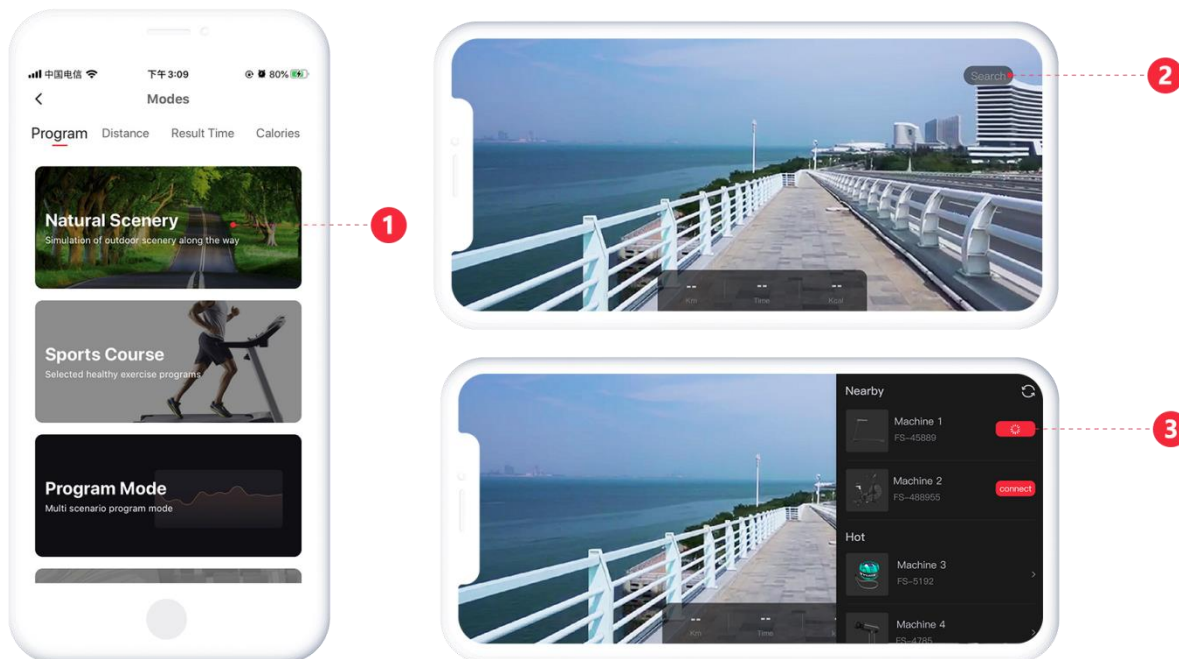 中国电信
下午3:09
80%
Modes
Program Distance Result Time Calories
Natural Scenery
Simulation of outdoor scenery along the way
1
Sports Course
Selected healthy exercise programs
Program Mode
Multi scenario program mode
Search
2
-- -- --
Km Time Kcal
Nearby
Machine 1
FS-45889
3
Machine 2
FS-488955
connect
Hot
Machine 3
FS-5192
Machine 4
FS-4785
-- --
Km Time